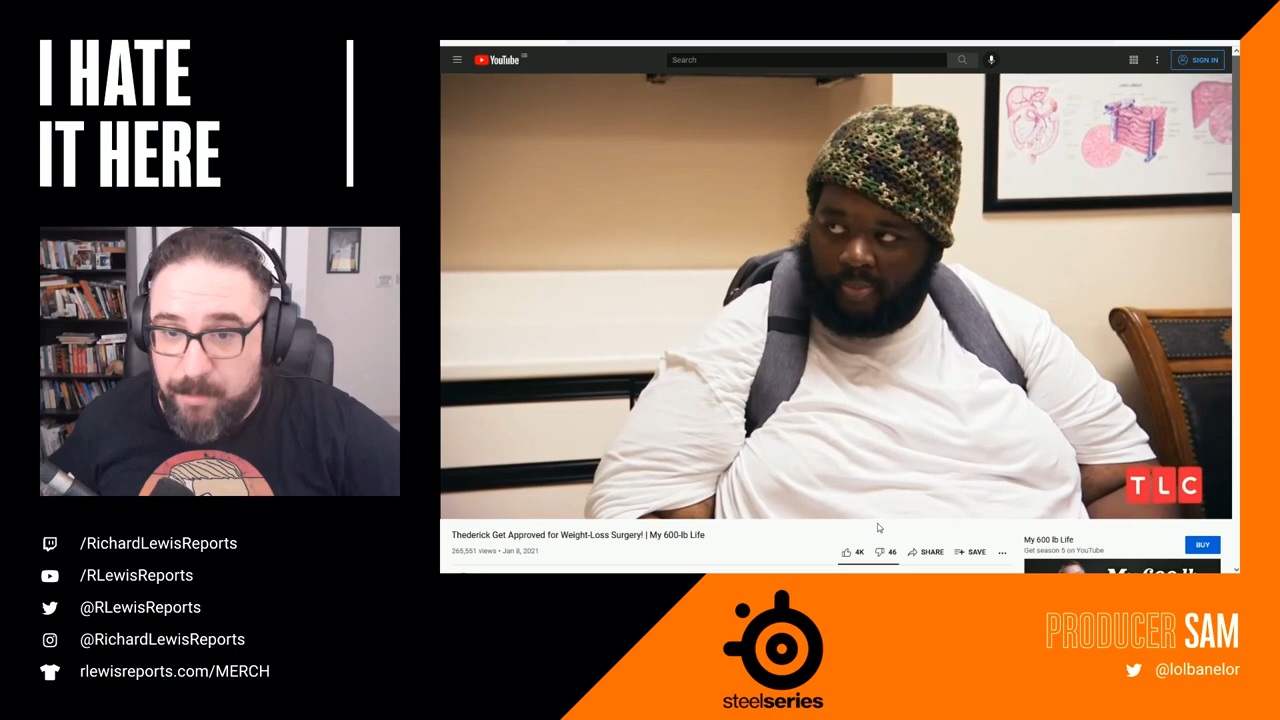 I HATE
IT HERE
/RichardLewisReports
/RLewisReports
@RLewisReports
@RichardLewisReports
rlewisreports.com/MERCH
YouTube GB
Search
SIGN IN
TLC
Thederick Get Approved for Weight-Loss Surgery! | My 600-lb Life
265,551 views • Jan 8, 2021
4K
46
SHARE
SAVE
My 600 lb Life
Get season 5 on YouTube
BUY
steelseries
PRODUCER SAM
@lolbanelor